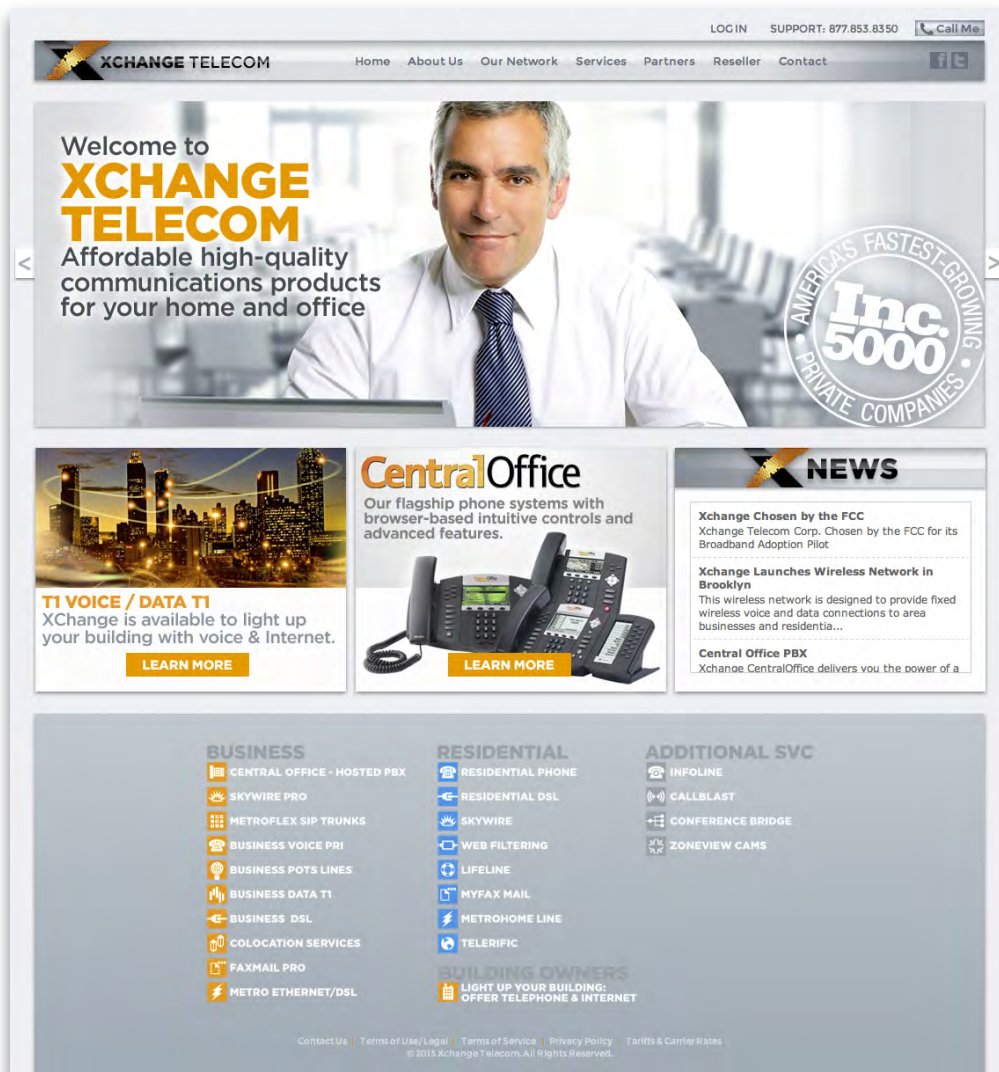 LOG IN SUPPORT: 877.853.8350 Call Me
XCHANGE TELECOM Home About Us Our Network Services Partners Reseller Contact
Welcome to
XCHANGE
TELECOM
Affordable high-quality
communications products
for your home and office
AMERICA'S FASTEST-GROWING
Inc.
5000
PRIVATE COMPANIES
T1 VOICE / DATA T1
XChange is available to light up
your building with voice & Internet.
LEARN MORE
CentralOffice
Our flagship phone systems with
browser-based intuitive controls and
advanced features.
LEARN MORE
X NEWS
Xchange Chosen by the FCC
Xchange Telecom Corp. Chosen by the FCC for its
Broadband Adoption Pilot
Xchange Launches Wireless Network in
Brooklyn
This wireless network is designed to provide fixed
wireless voice and data connections to area
businesses and residentia...
Central Office PBX
Xchange CentralOffice delivers you the power of a
BUSINESS
CENTRAL OFFICE - HOSTED PBX
SKYWIRE PRO
METROFLEX SIP TRUNKS
BUSINESS VOICE PRI
BUSINESS POTS LINES
BUSINESS DATA T1
BUSINESS DSL
COLOCATION SERVICES
FAXMAIL PRO
METRO ETHERNET/DSL
RESIDENTIAL
RESIDENTIAL PHONE
RESIDENTIAL DSL
SKYWIRE
WEB FILTERING
LIFELINE
MYFAX MAIL
METROHOME LINE
TELERIFIC
BUILDING OWNERS
LIGHT UP YOUR BUILDING:
OFFER TELEPHONE & INTERNET
ADDITIONAL SVC
INFOLINE
CALLBLAST
CONFERENCE BRIDGE
ZONEVIEW CAMS
Contact Us | Terms of Use/Legal | Terms of Service | Privacy Policy | Tariffs & Carrier Rates
© 2013 Xchange Telecom. All Rights Reserved.